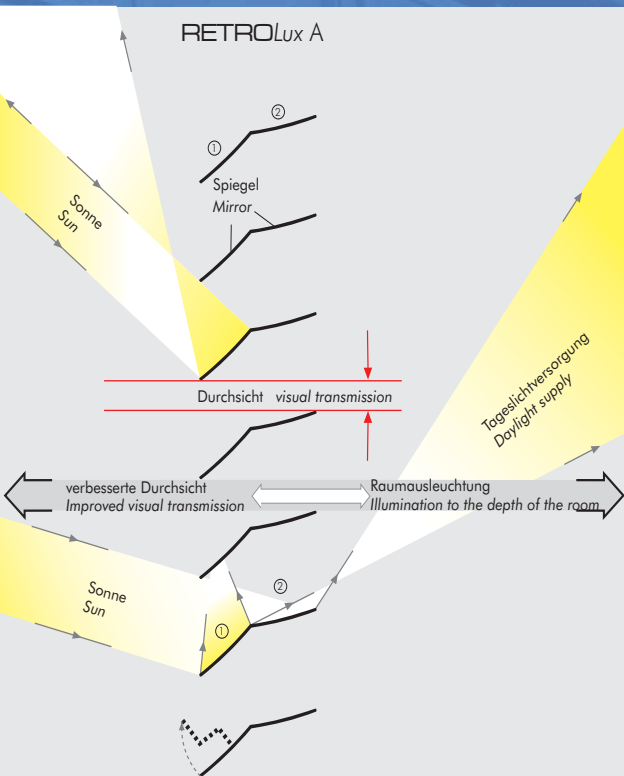 RETROLux A
②
①
Spiegel
Mirror
Sonne
Sun
Durchsicht visual transmission
Tageslichtversorgung
Daylight supply
verbesserte Durchsicht
Improved visual transmission
Raumausleuchtung
Illumination to the depth of the room
Sonne
Sun
②
①